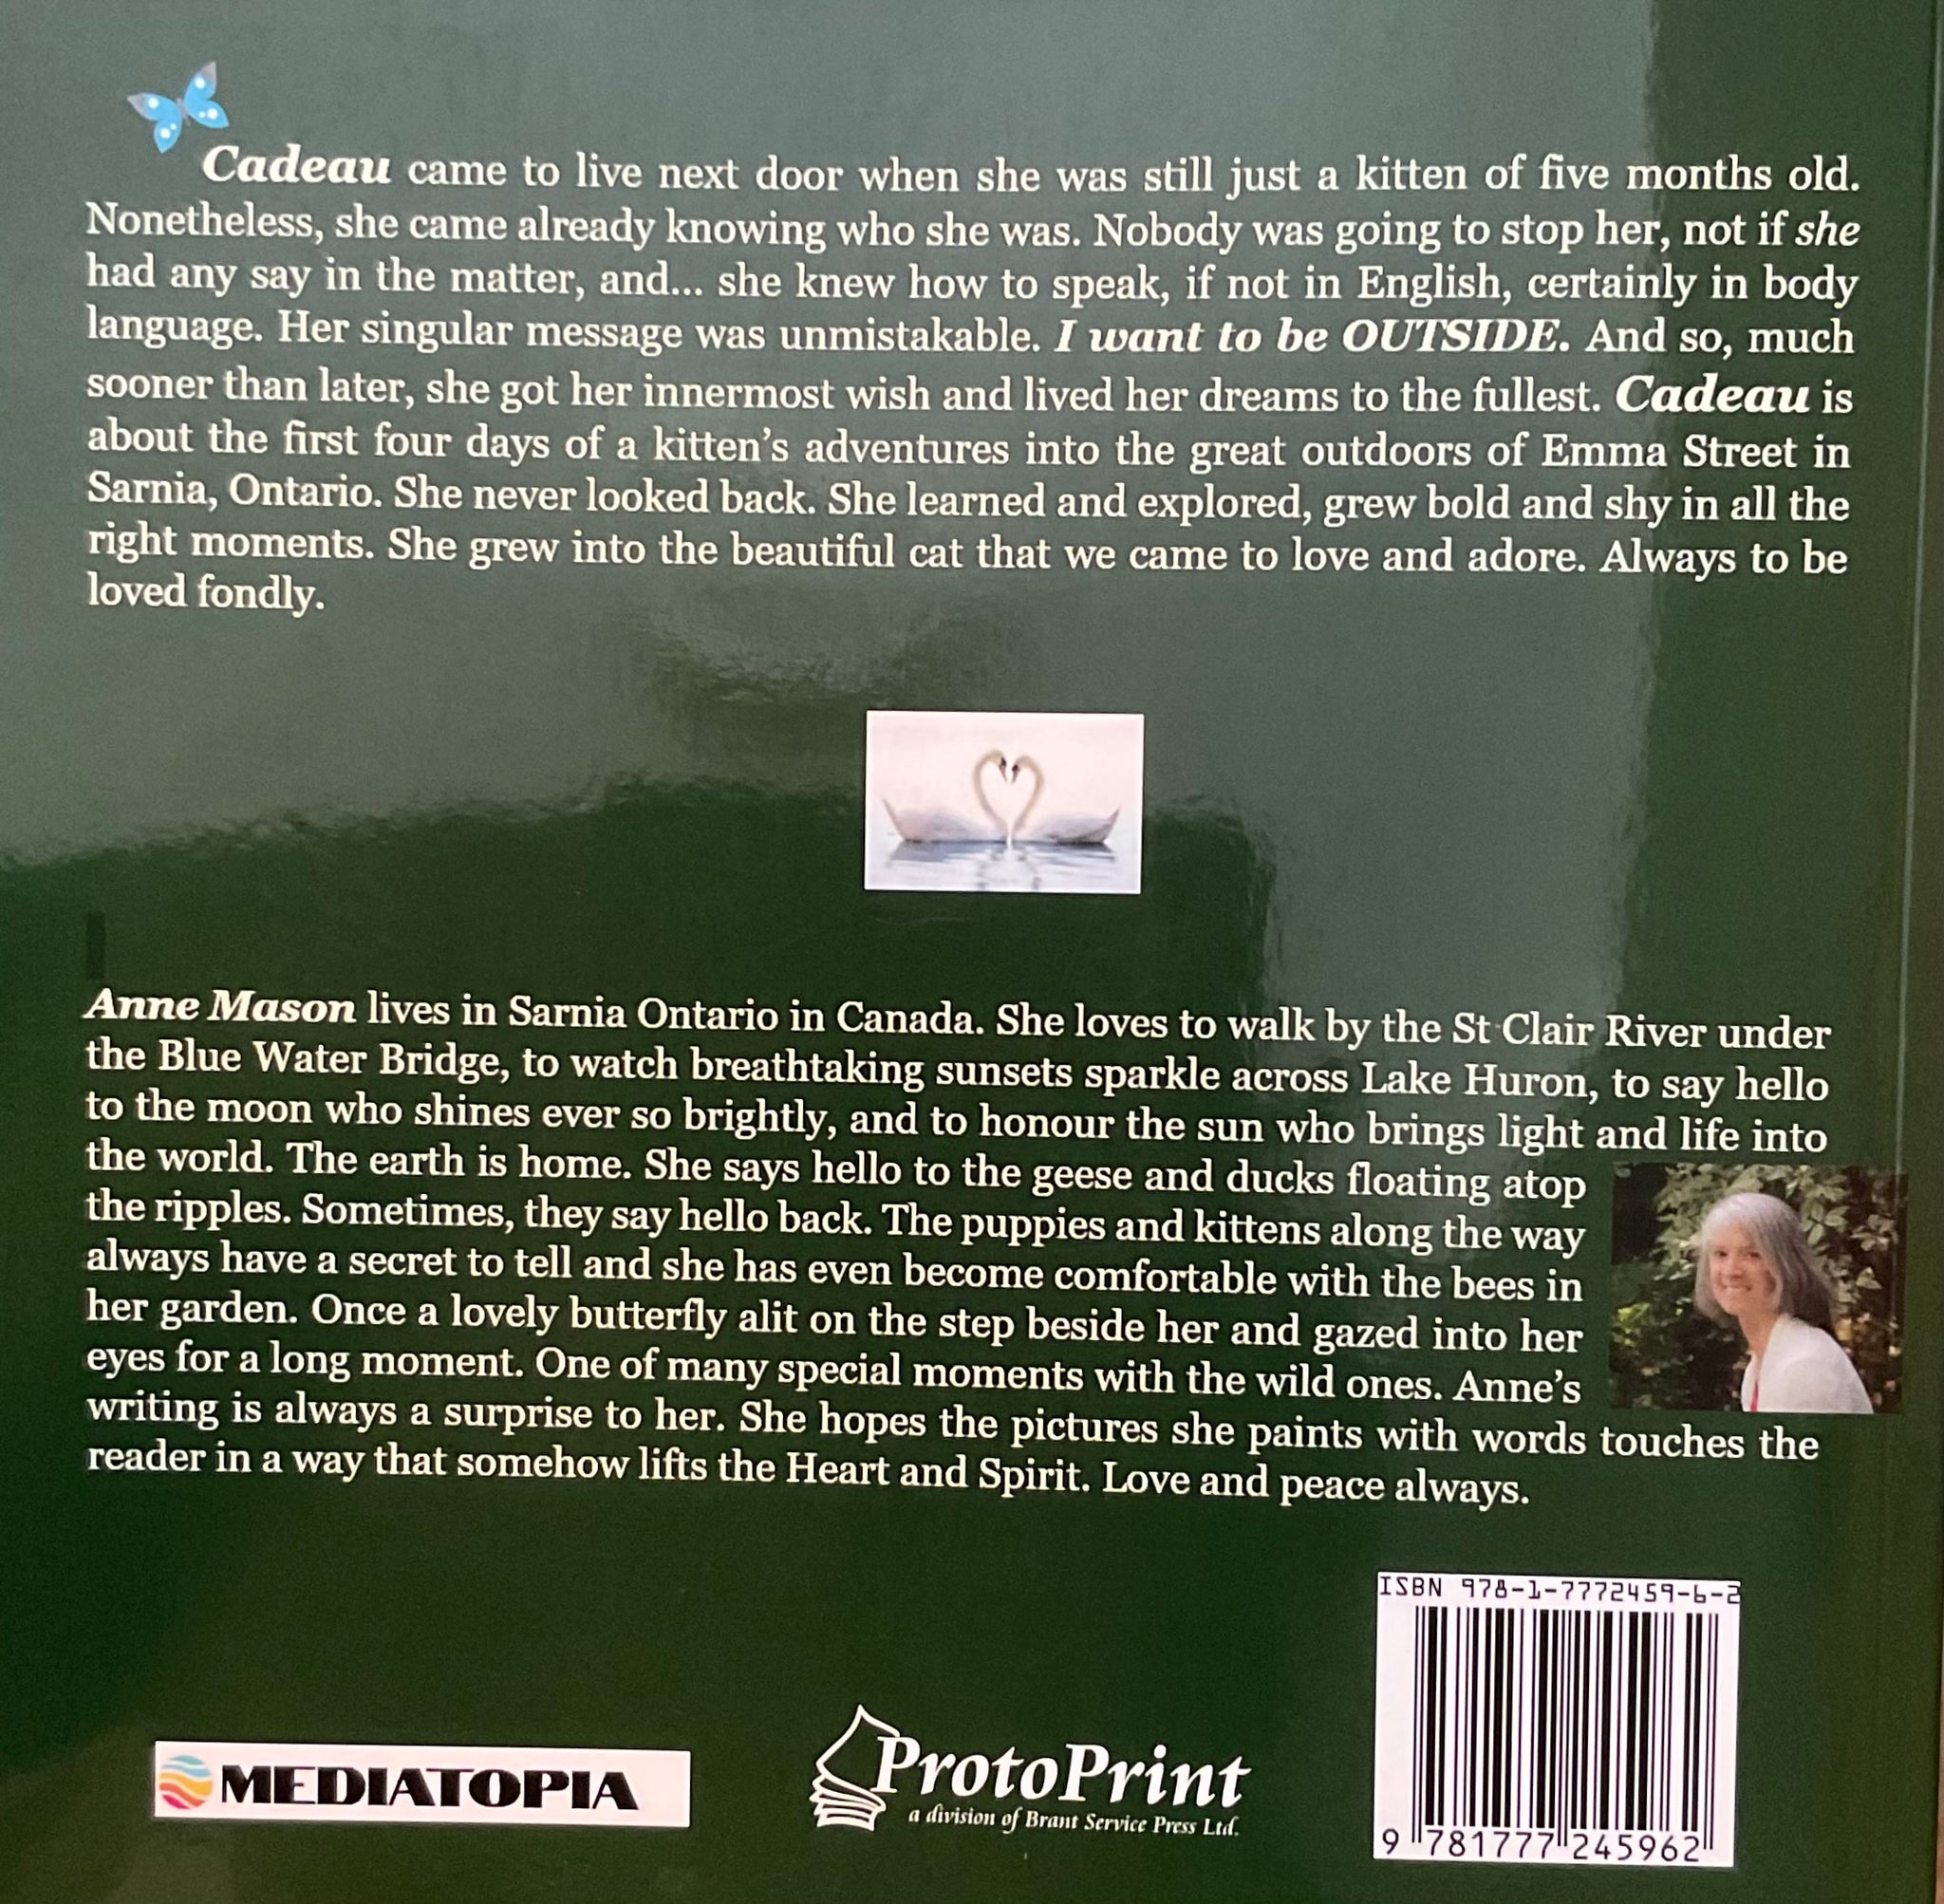 Cadeau came to live next door when she was still just a kitten of five months old.
Nonetheless, she came already knowing who she was. Nobody was going to stop her, not if she
had any say in the matter, and... she knew how to speak, if not in English, certainly in body
language. Her singular message was unmistakable. I want to be OUTSIDE. And so, much
sooner than later, she got her innermost wish and lived her dreams to the fullest. Cadeau is
about the first four days of a kitten's adventures into the great outdoors of Emma Street in
Sarnia, Ontario. She never looked back. She learned and explored, grew bold and shy in all the
right moments. She grew into the beautiful cat that we came to love and adore. Always to be
loved fondly.
Anne Mason lives in Sarnia Ontario in Canada. She loves to walk by the St Clair River under
the Blue Water Bridge, to watch breathtaking sunsets sparkle across Lake Huron, to say hello
to the moon who shines ever so brightly, and to honour the sun who brings light and life into
the world. The earth is home. She says hello to the geese and ducks floating atop
the ripples. Sometimes, they say hello back. The puppies and kittens along the way
always have a secret to tell and she has even become comfortable with the bees in
her garden. Once a lovely butterfly alit on the step beside her and gazed into her
eyes for a long moment. One of many special moments with the wild ones. Anne's
writing is always a surprise to her. She hopes the pictures she paints with words touches the
reader in a way that somehow lifts the Heart and Spirit. Love and peace always.
ISBN 978-1-7772459-6-2
9 781777 245962
MEDIATOPIA
ProtoPrint
a division of Brant Service Press Ltd.